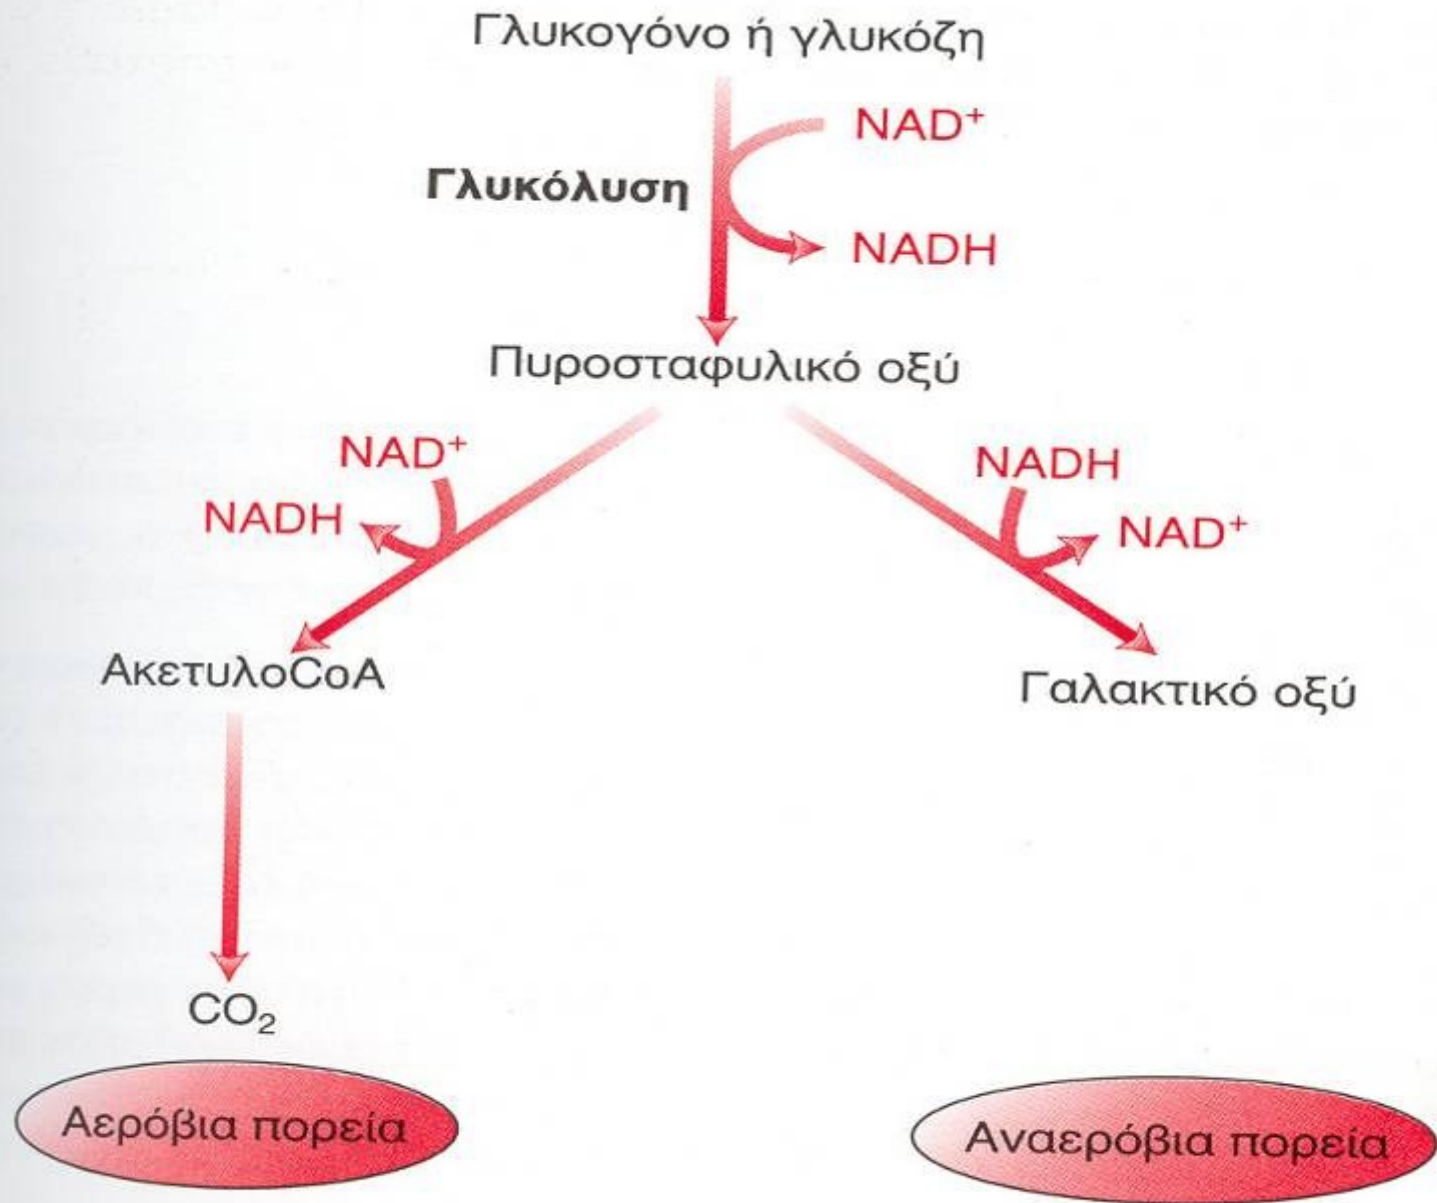 Γλυκογόνο ή γλυκόζη
NAD⁺
Γλυκόλυση
NADH
Πυροσταφυλικό οξύ
NAD⁺
NADH
NADH
NAD⁺
ΑκετυλοCoA
Γαλακτικό οξύ
CO₂
Αερόβια πορεία
Αναερόβια πορεία